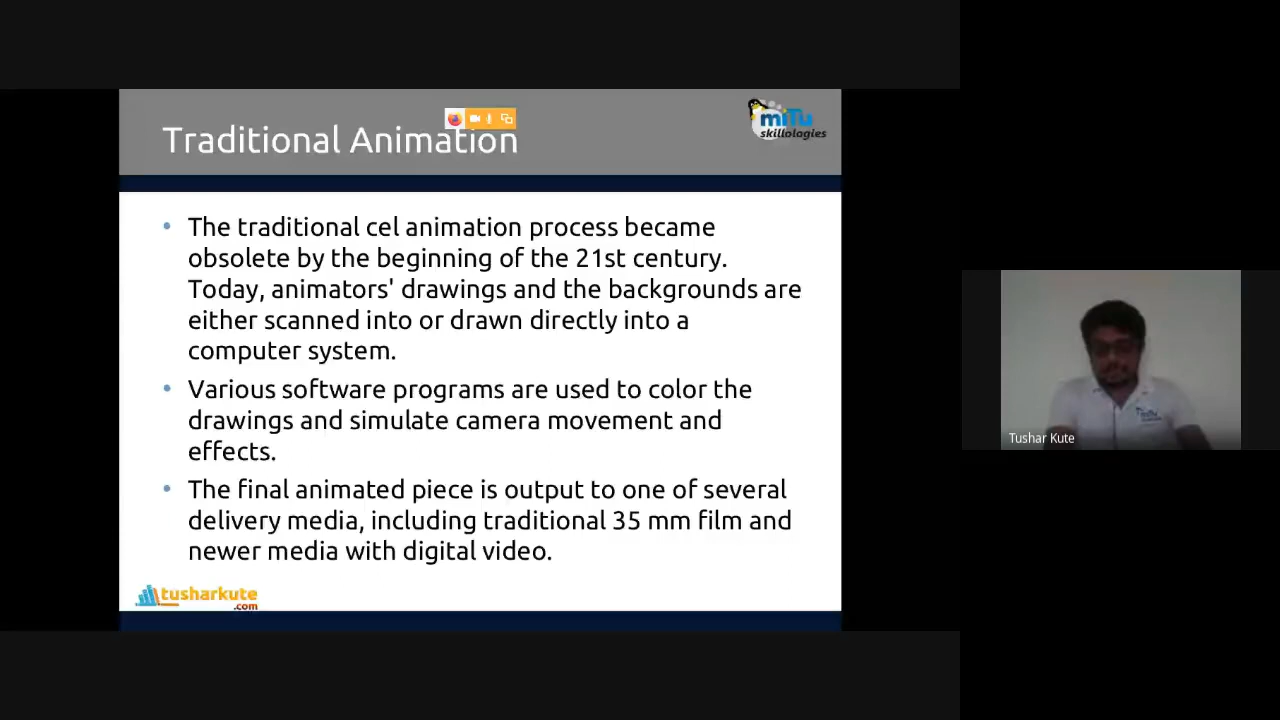 Traditional Animation
miTu
skillologies
• The traditional cel animation process became
obsolete by the beginning of the 21st century.
Today, animators' drawings and the backgrounds are
either scanned into or drawn directly into a
computer system.
• Various software programs are used to color the
drawings and simulate camera movement and
effects.
• The final animated piece is output to one of several
delivery media, including traditional 35 mm film and
newer media with digital video.
tusharkute
.com
miTu
Tushar Kute